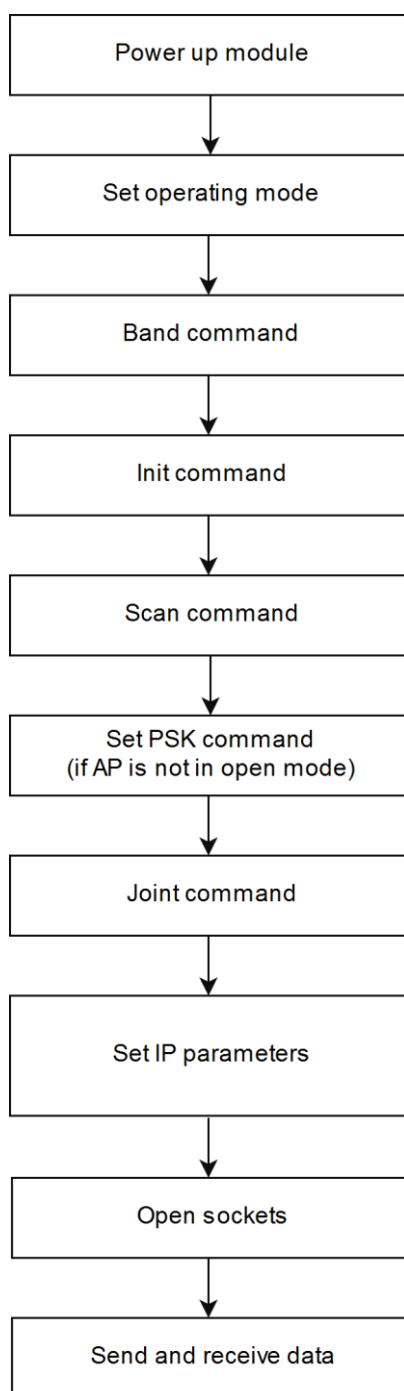 Power up module
Set operating mode
Band command
Init command
Scan command
Set PSK command
(if AP is not in open mode)
Joint command
Set IP parameters
Open sockets
Send and receive data